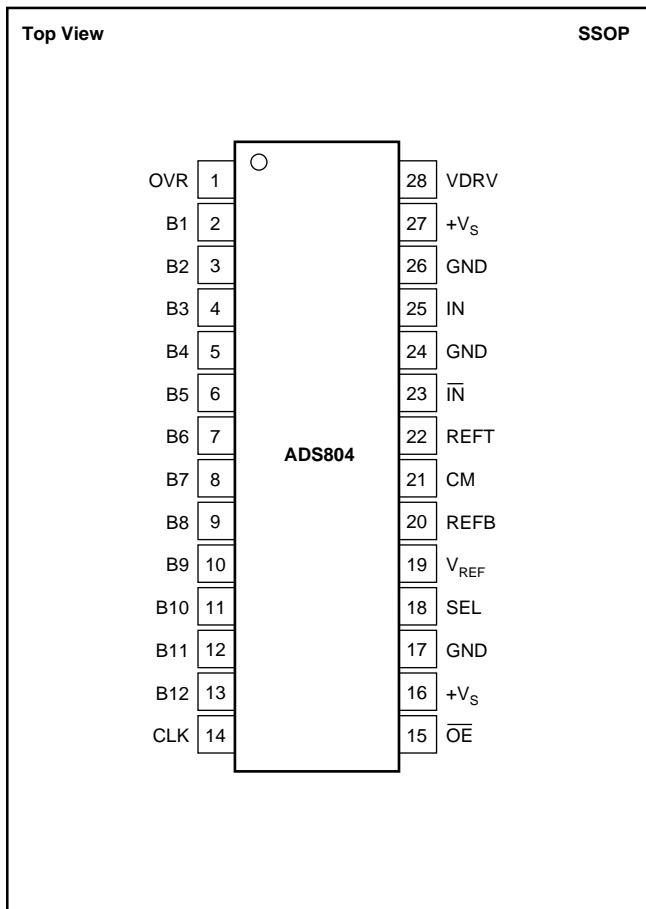 Top View SSOP
OVR 1 28 VDRV
B1 2 27 +VS
B2 3 26 GND
B3 4 25 IN
B4 5 24 GND
B5 6 23 I̅N̅
B6 7 22 REFT
B7 8 ADS804 21 CM
B8 9 20 REFB
B9 10 19 VREF
B10 11 18 SEL
B11 12 17 GND
B12 13 16 +VS
CLK 14 15 O̅E̅